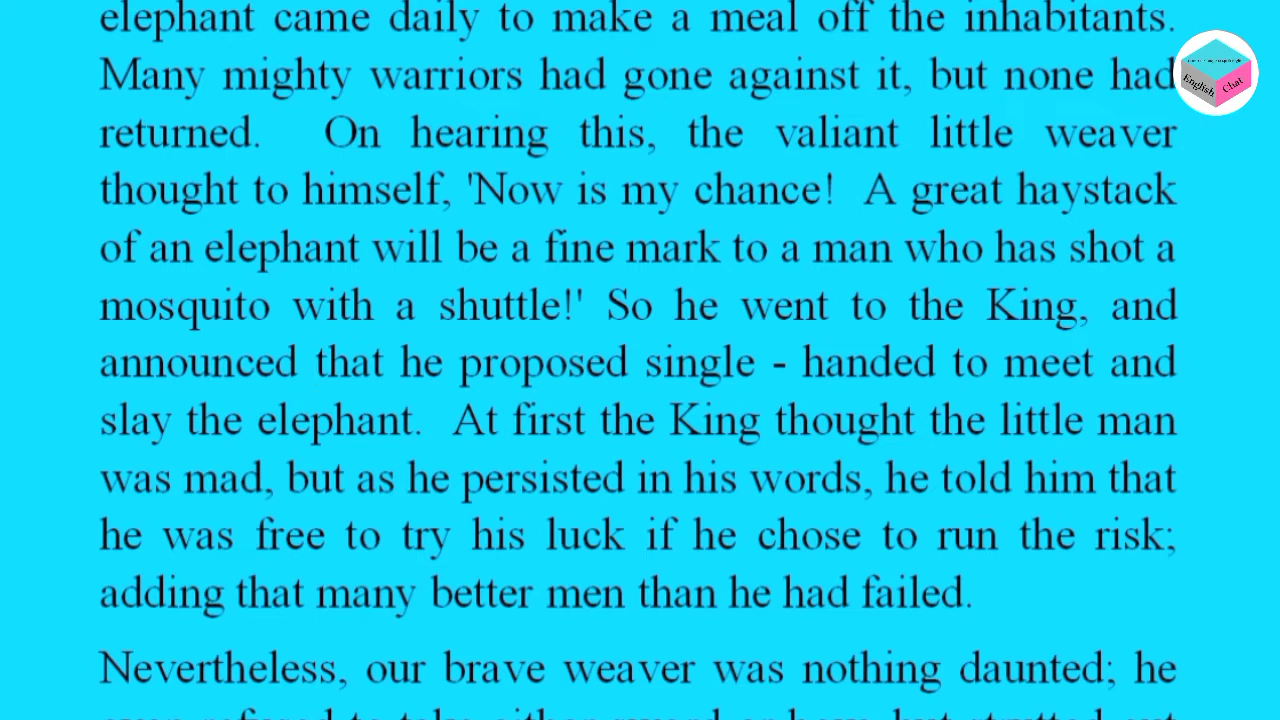 elephant came daily to make a meal off the inhabitants.
Many mighty warriors had gone against it, but none had
returned.  On hearing this, the valiant little weaver
thought to himself, 'Now is my chance!  A great haystack
of an elephant will be a fine mark to a man who has shot a
mosquito with a shuttle!' So he went to the King, and
announced that he proposed single - handed to meet and
slay the elephant.  At first the King thought the little man
was mad, but as he persisted in his words, he told him that
he was free to try his luck if he chose to run the risk;
adding that many better men than he had failed.
Nevertheless, our brave weaver was nothing daunted; he
English Chat